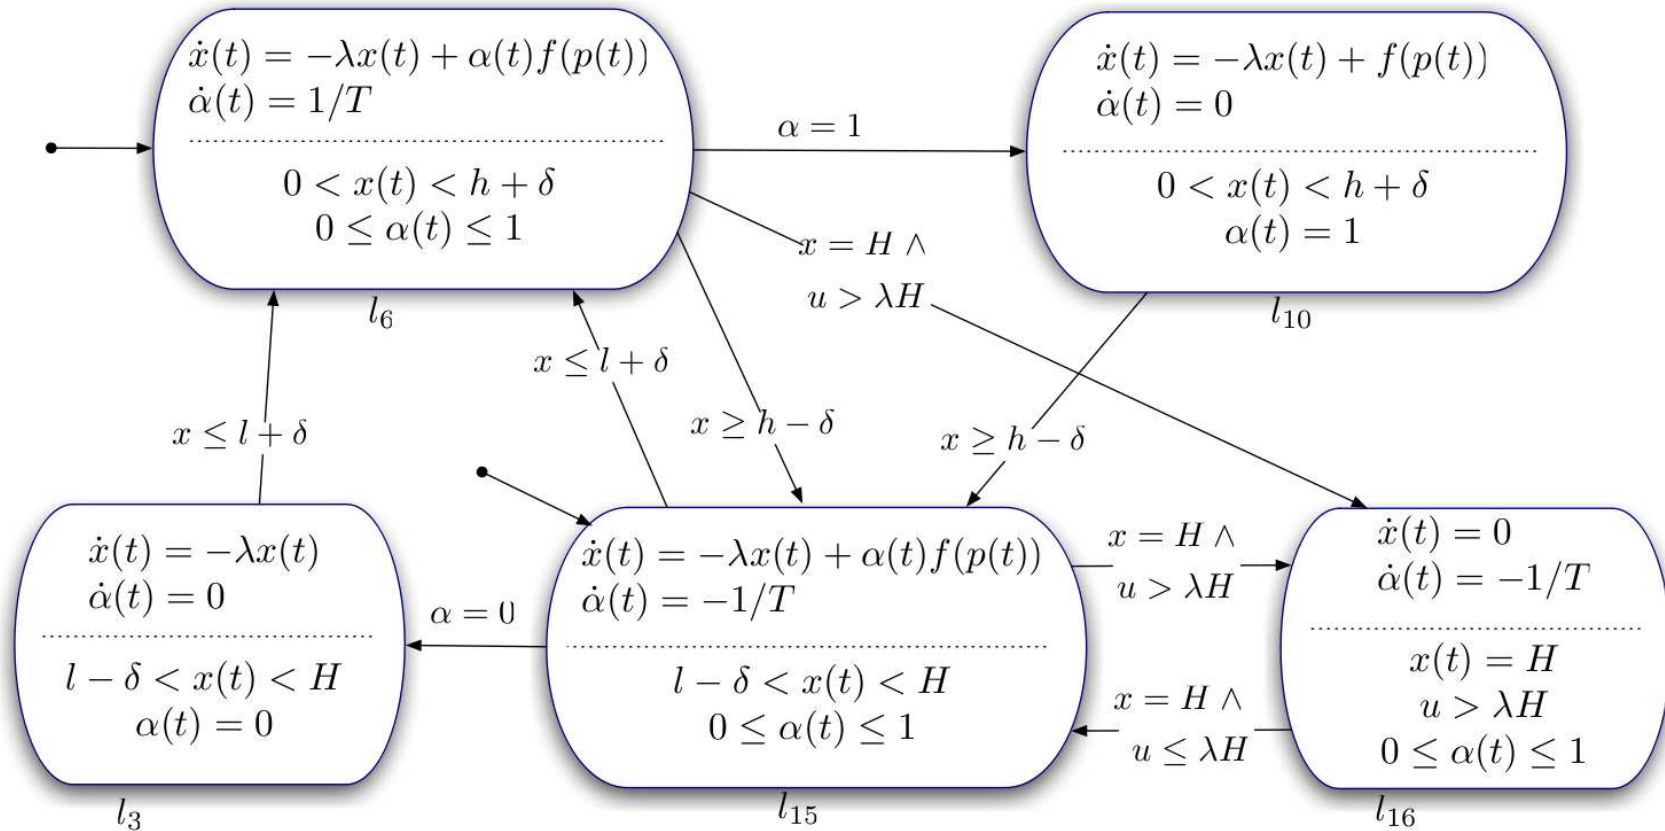 ẋ(t) = −λx(t) + α(t)f(p(t))
α̇(t) = 1/T
0 < x(t) < h + δ
0 ≤ α(t) ≤ 1
l₆
α = 1
ẋ(t) = −λx(t) + f(p(t))
α̇(t) = 0
0 < x(t) < h + δ
α(t) = 1
l₁₀
x = H ∧
u > λH
x ≤ l + δ
x ≤ l + δ
x ≥ h − δ
x ≥ h − δ
ẋ(t) = −λx(t)
α̇(t) = 0
l − δ < x(t) < H
α(t) = 0
l₃
α = 0
ẋ(t) = −λx(t) + α(t)f(p(t))
α̇(t) = −1/T
l − δ < x(t) < H
0 ≤ α(t) ≤ 1
l₁₅
x = H ∧
u > λH
x = H ∧
u ≤ λH
ẋ(t) = 0
α̇(t) = −1/T
x(t) = H
u > λH
0 ≤ α(t) ≤ 1
l₁₆